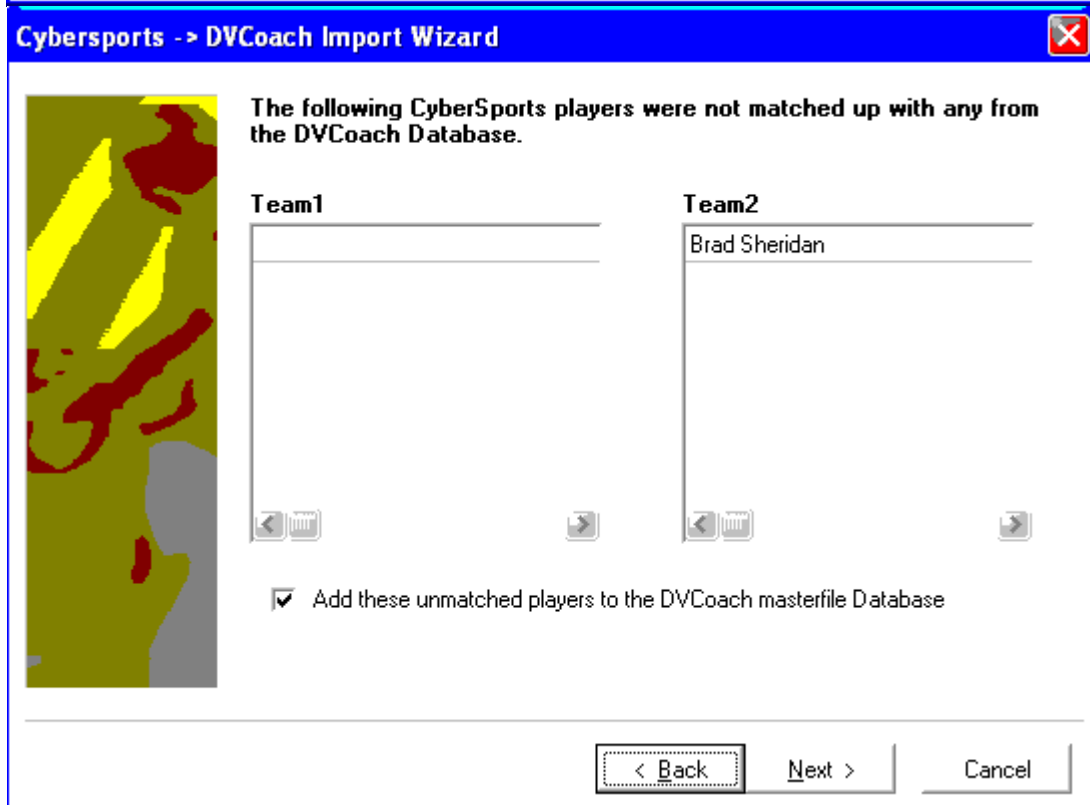 Cybersports -> DVCoach Import Wizard
The following CyberSports players were not matched up with any from
the DVCoach Database.
Team1
Team2
Brad Sheridan
Add these unmatched players to the DVCoach masterfile Database
< Back
Next >
Cancel